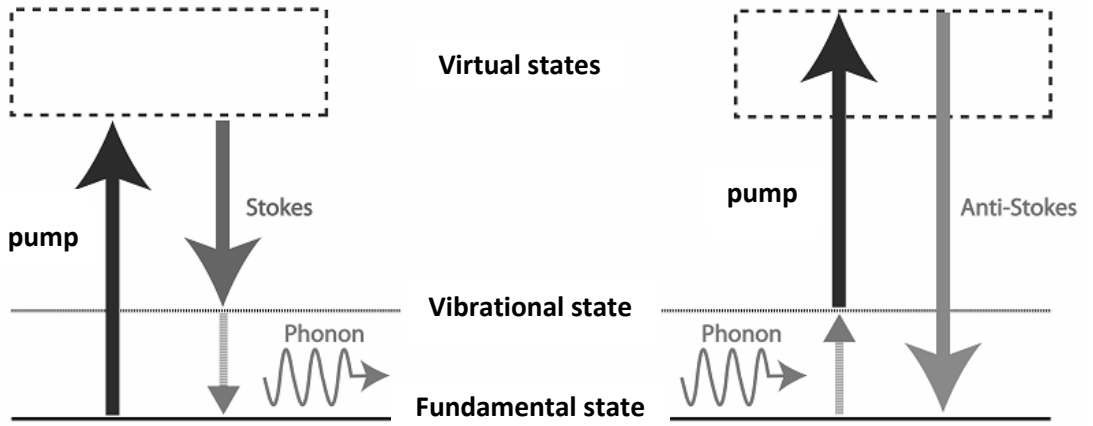 Virtual states
pump
Stokes
pump
Anti-Stokes
Vibrational state
Phonon
Phonon
Fundamental state